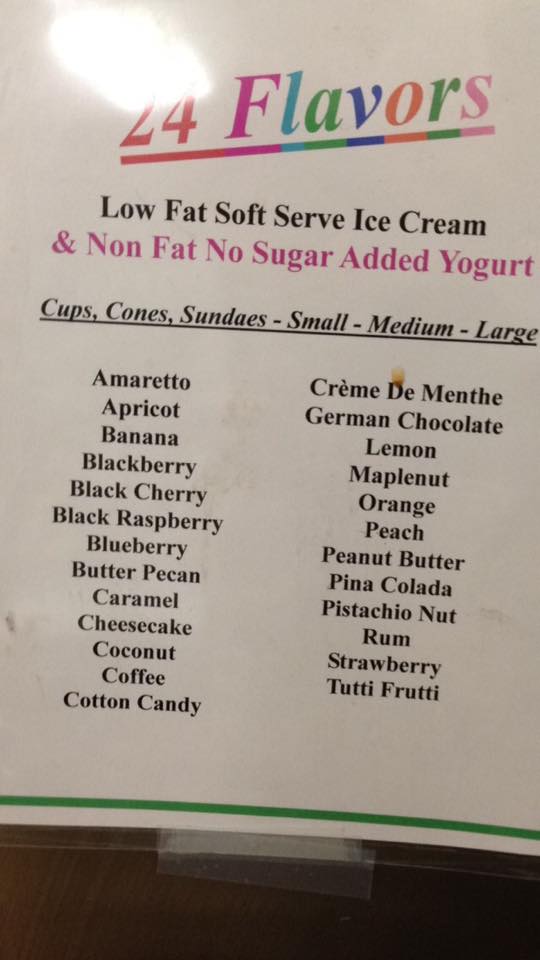 24 Flavors
Low Fat Soft Serve Ice Cream
& Non Fat No Sugar Added Yogurt
Cups, Cones, Sundaes - Small - Medium - Large
Amaretto
Apricot
Banana
Blackberry
Black Cherry
Black Raspberry
Blueberry
Butter Pecan
Caramel
Cheesecake
Coconut
Coffee
Cotton Candy
Crème De Menthe
German Chocolate
Lemon
Maplenut
Orange
Peach
Peanut Butter
Pina Colada
Pistachio Nut
Rum
Strawberry
Tutti Frutti